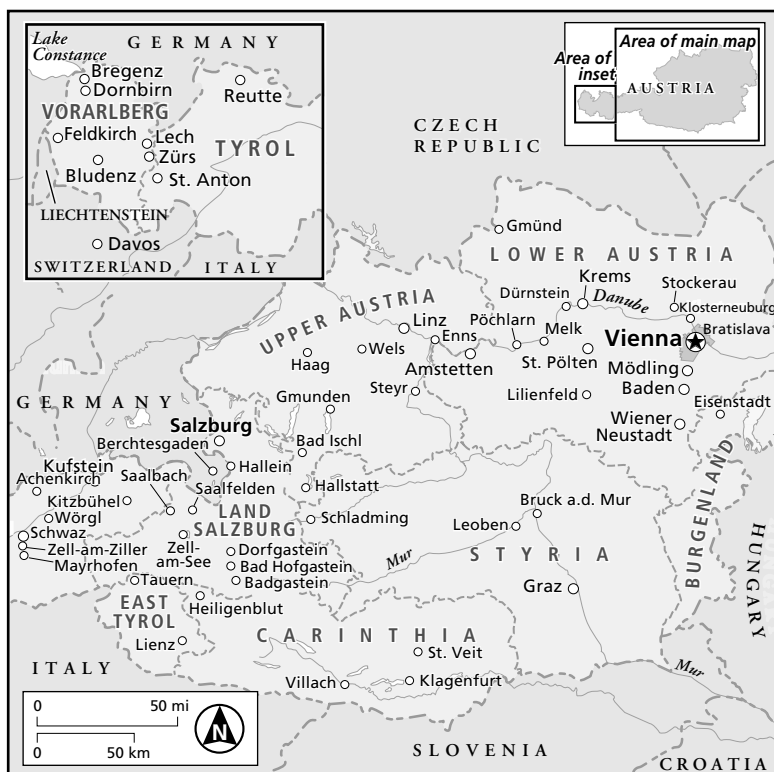 Lake
Constance
GERMANY
Bregenz
Dornbirn
VORARLBERG
Feldkirch
Lech
Zürs
Bludenz
St. Anton
Reutte
TYROL
LIECHTENSTEIN
Davos
SWITZERLAND
ITALY
Area of
inset
Area of main map
AUSTRIA
CZECH
REPUBLIC
Gmünd
LOWER AUSTRIA
Krems
Stockerau
Dürnstein
Danube
Klosterneuburg
UPPER AUSTRIA
Linz
Enns
Pöchlarn
Melk
Vienna
Bratislava
Haag
Wels
Amstetten
St. Pölten
Mödling
Steyr
Lilienfeld
Baden
Eisenstadt
GERMANY
Gmunden
Salzburg
Wiener
Neustadt
Berchtesgaden
Bad Ischl
Kufstein
Achenkirch
Saalbach
Hallein
Kitzbühel
Saalfelden
Hallstatt
Wörgl
LAND
SALZBURG
Schladming
Bruck a.d. Mur
Leoben
BURGENLAND
Schwaz
Zell-am-Ziller
Mayrhofen
Zell-
am-See
Dorfgastein
Bad Hofgastein
Badgastein
Mur
STYRIA
HUNGARY
Tauern
Graz
Heiligenblut
EAST
TYROL
Lienz
CARINTHIA
St. Veit
ITALY
Villach
Klagenfurt
Mur
0 50 mi
0 50 km
N
SLOVENIA
CROATIA